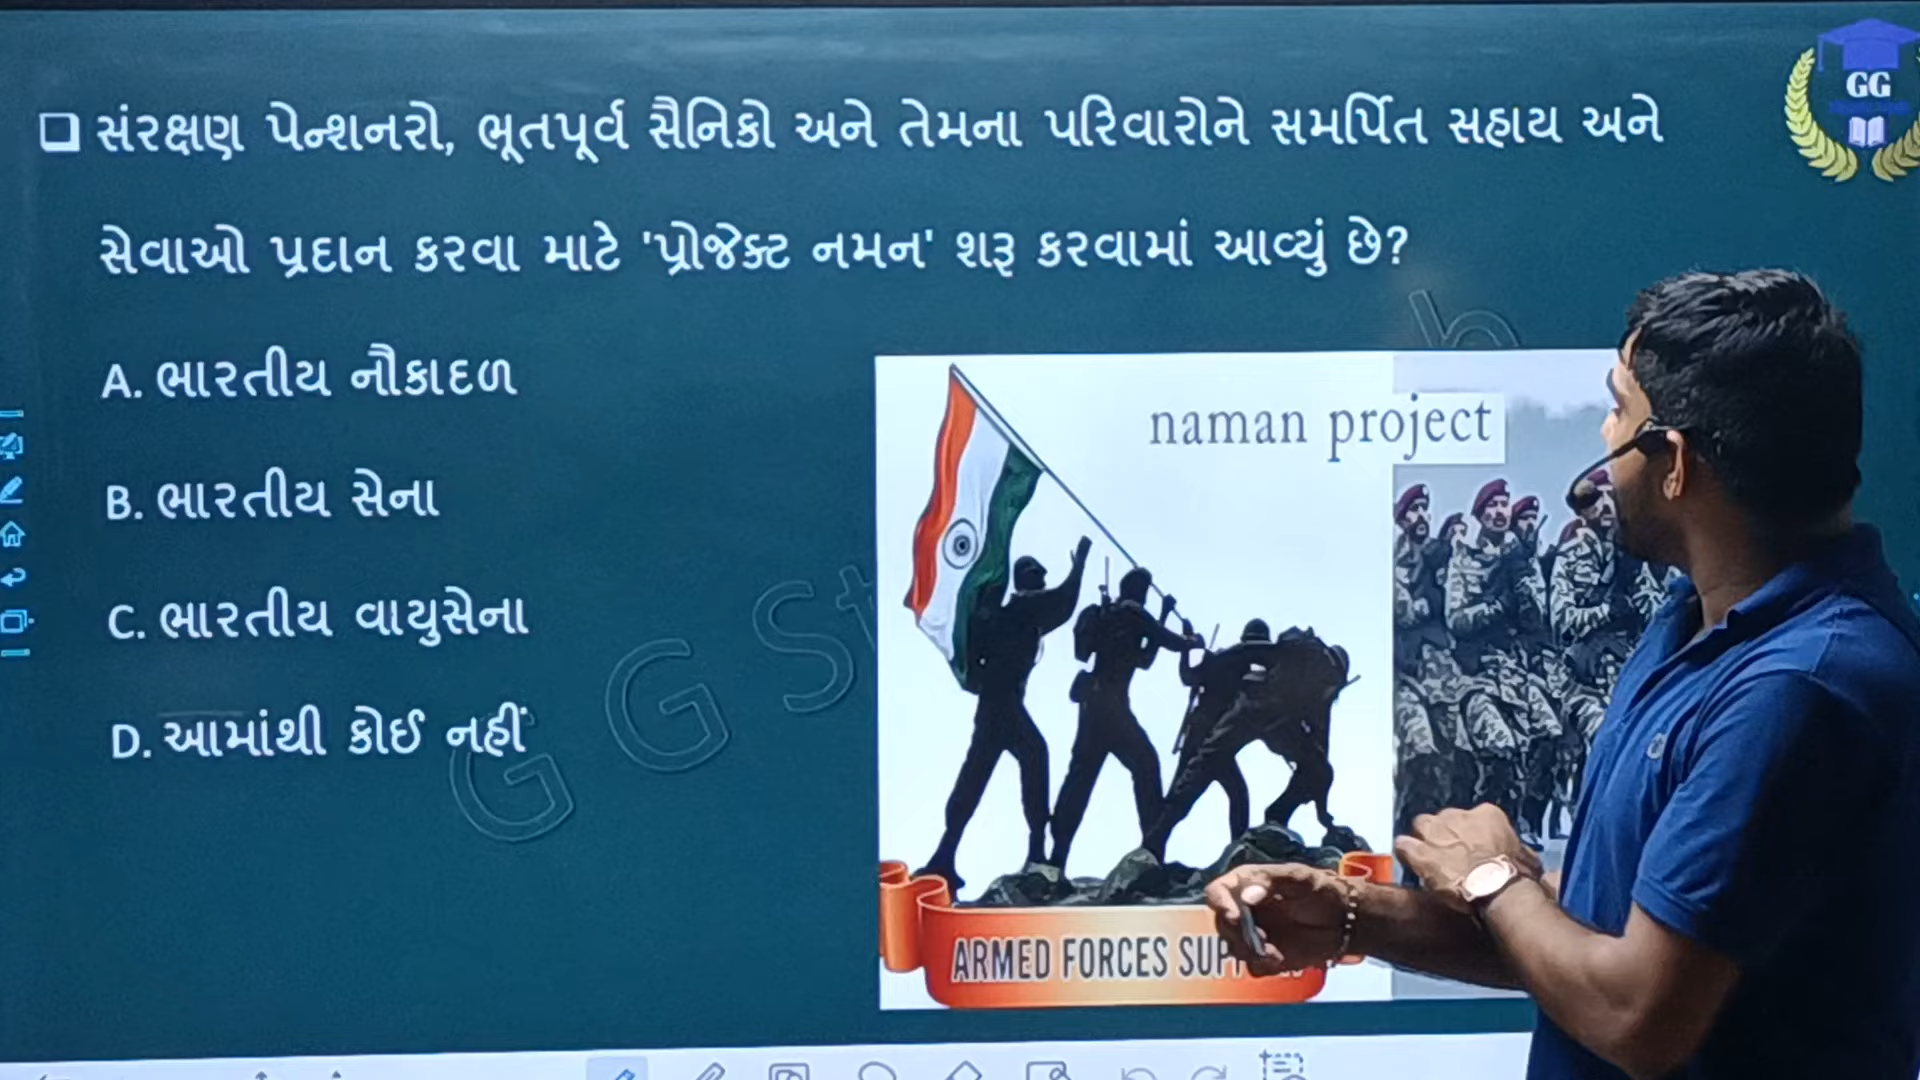 GG
❑ સંરક્ષણ પેન્શનરો, ભૂતપૂર્વ સૈનિકો અને તેમના પરિવારોને સમર્પિત સહાય અને
સેવાઓ પ્રદાન કરવા માટે 'પ્રોજેક્ટ નમન' શરૂ કરવામાં આવ્યું છે?
A. ભારતીય નૌકાદળ
B. ભારતીય સેના
C. ભારતીય વાયુસેના
D. આમાંથી કોઈ નહીં
naman project
G G
ARMED FORCES